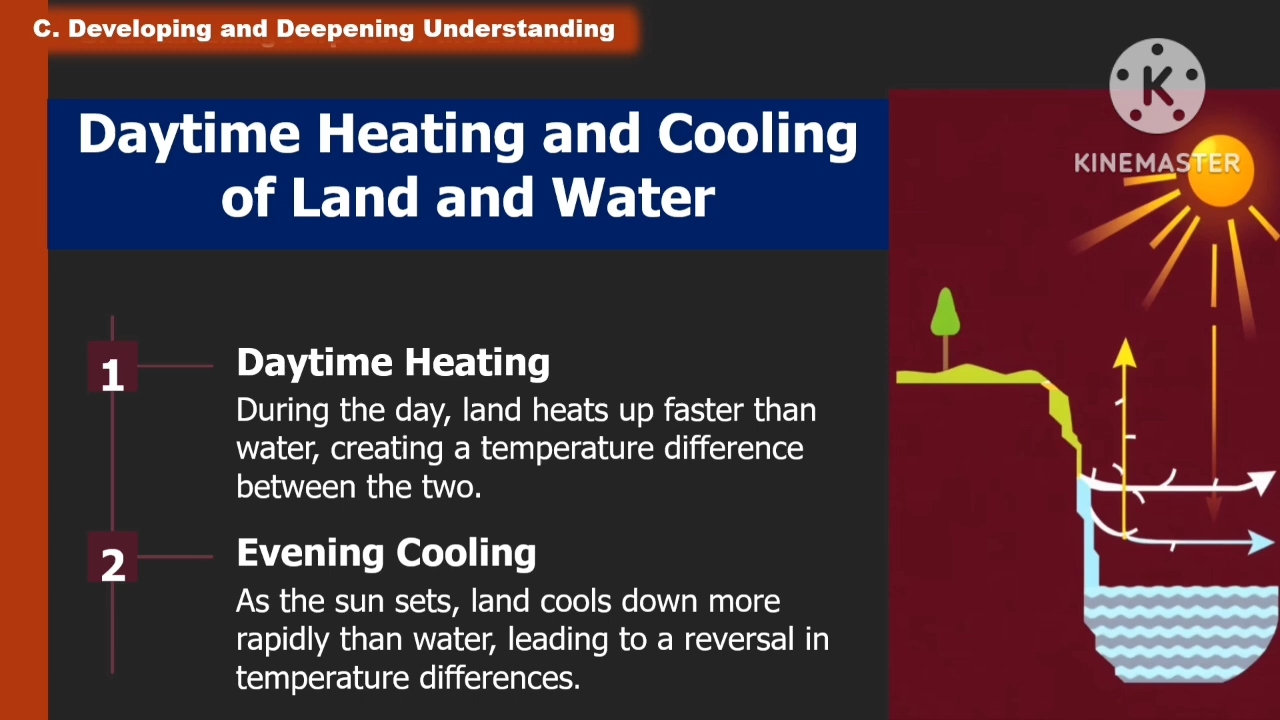 C. Developing and Deepening Understanding
K
KINEMASTER
Daytime Heating and Cooling
of Land and Water
1
Daytime Heating
During the day, land heats up faster than
water, creating a temperature difference
between the two.
2
Evening Cooling
As the sun sets, land cools down more
rapidly than water, leading to a reversal in
temperature differences.